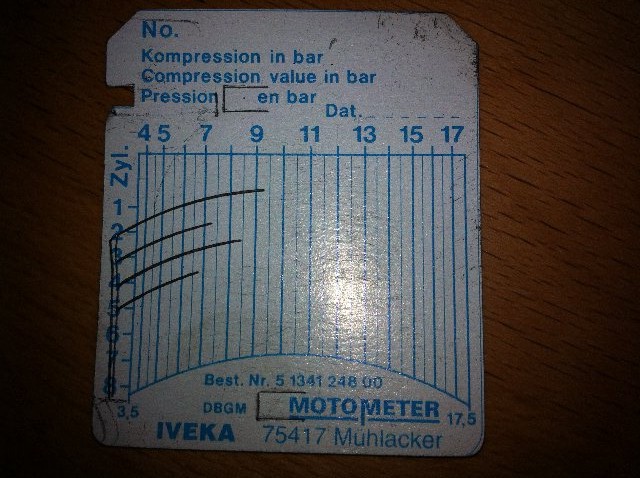 No.
Kompression in bar
Compression value in bar
Pression en bar
Dat.
4 5 7 9 11 13 15 17
Zyl.
1
2
3
4
5
6
7
8
Best. Nr. 5 1341 248 00
3,5 DBGM MOTO METER 17,5
IVEKA 75417 Mühlacker